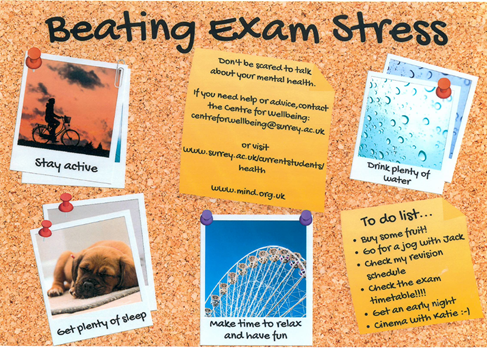 Beating Exam Stress
Don't be scared to talk
about your mental health.
If you need help or advice,contact
the Centre for Wellbeing:
centreforwellbeing@surrey.ac.uk
or visit
www.surrey.ac.uk/currentstudents/
health
www.mind.org.uk
Stay active
Drink plenty of
water
Get plenty of sleep
Make time to relax
and have fun
To do list...
• Buy some fruit!
• Go for a jog with Jack
• Check my revision
schedule
• Check the exam
timetable!!!!
• Get an early night
• Cinema with Katie :-)